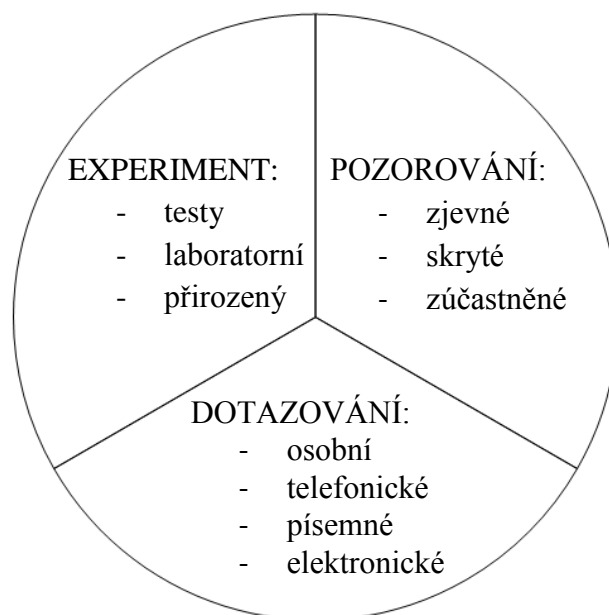 EXPERIMENT:
- testy
- laboratorní
- přirozený
POZOROVÁNÍ:
- zjevné
- skryté
- zúčastněné
DOTAZOVÁNÍ:
- osobní
- telefonické
- písemné
- elektronické